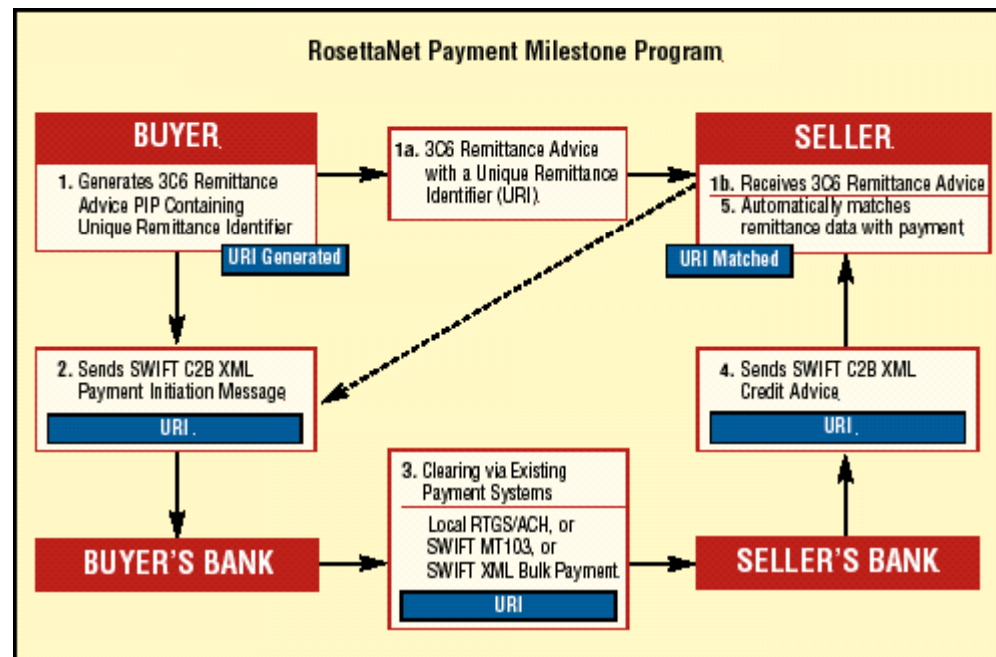 RosettaNet Payment Milestone Program.
BUYER.
1. Generates 3C6 Remittance
Advice PIP Containing
Unique Remittance Identifier
URI Generated
1a. 3C6 Remittance Advice
with a Unique Remittance
Identifier (URI).
SELLER.
1b. Receives 3C6 Remittance Advice
5. Automatically matches
remittance data with payment.
URI Matched
2. Sends SWIFT C2B XML
Payment Initiation Message.
URI .
3. Clearing via Existing
Payment Systems
Local RTGS/ACH, or
SWIFT MT103, or
SWIFT XML Bulk Payment.
URI
4. Sends SWIFT C2B XML
Credit Advice.
URI .
BUYER'S BANK
SELLER'S BANK